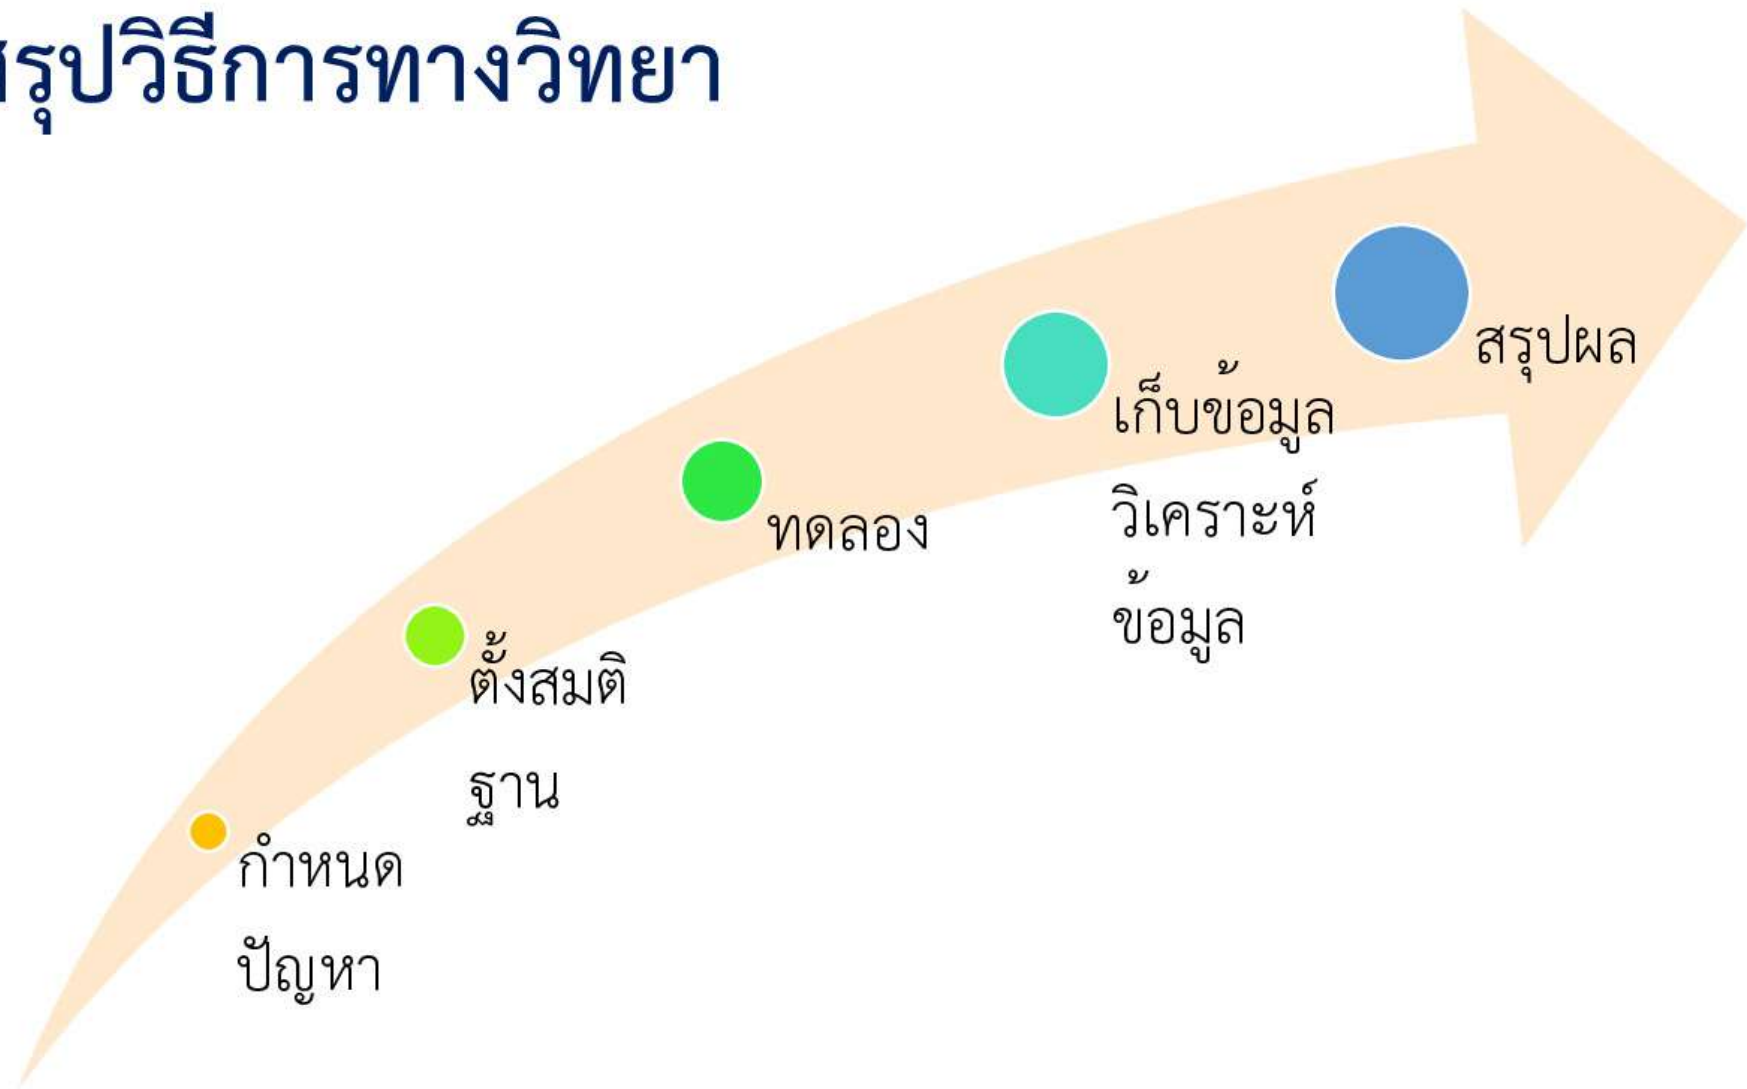 สรุปวิธีการทางวิทยา
กำหนด
ปัญหา
ตั้งสมติ
ฐาน
ทดลอง
เก็บข้อมูล
วิเคราะห์
ข้อมูล
สรุปผล